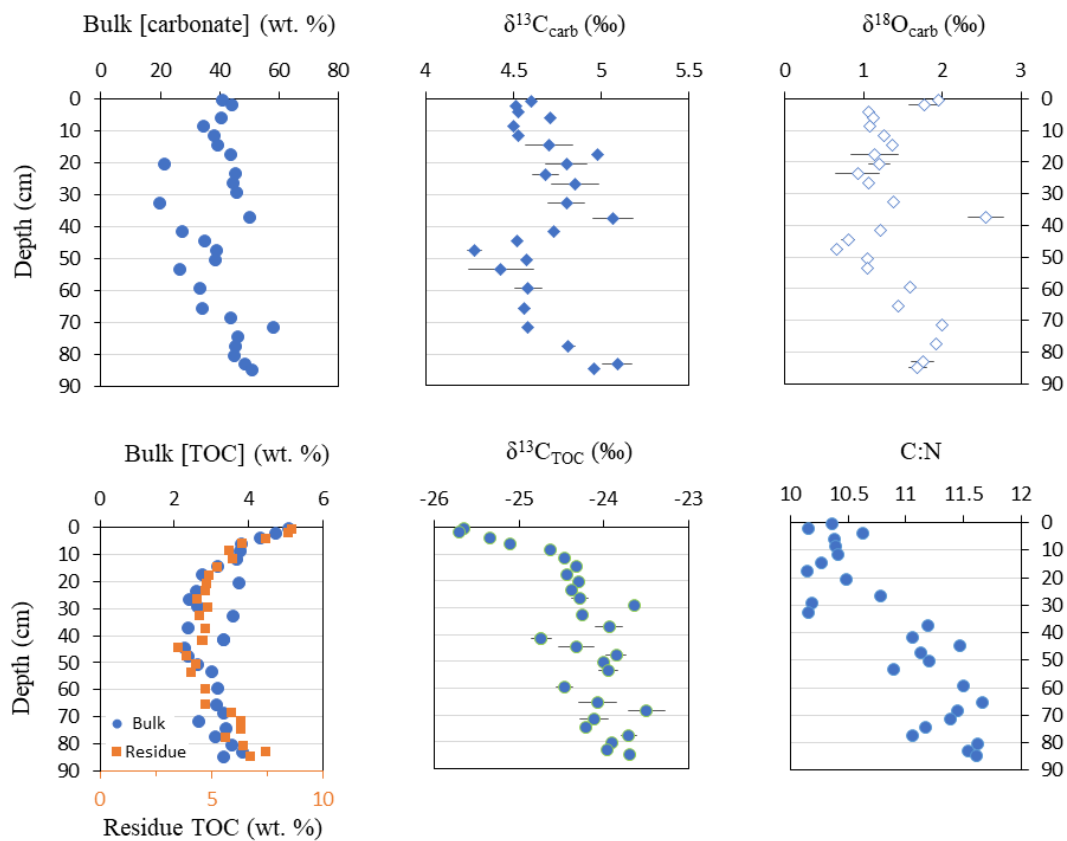 Bulk [carbonate] (wt. %)
δ¹³C_carb (‰)
δ¹⁸O_carb (‰)
0 20 40 60 80
4 4.5 5 5.5
0 1 2 3
Depth (cm)
0
10
20
30
40
50
60
70
80
90
0
10
20
30
40
50
60
70
80
90
Bulk [TOC] (wt. %)
δ¹³C_TOC (‰)
C:N
0 2 4 6
-26 -25 -24 -23
10 10.5 11 11.5 12
Depth (cm)
0
10
20
30
40
50
60
70
80
90
Bulk
Residue
0
10
20
30
40
50
60
70
80
90
0 5 10
Residue TOC (wt. %)